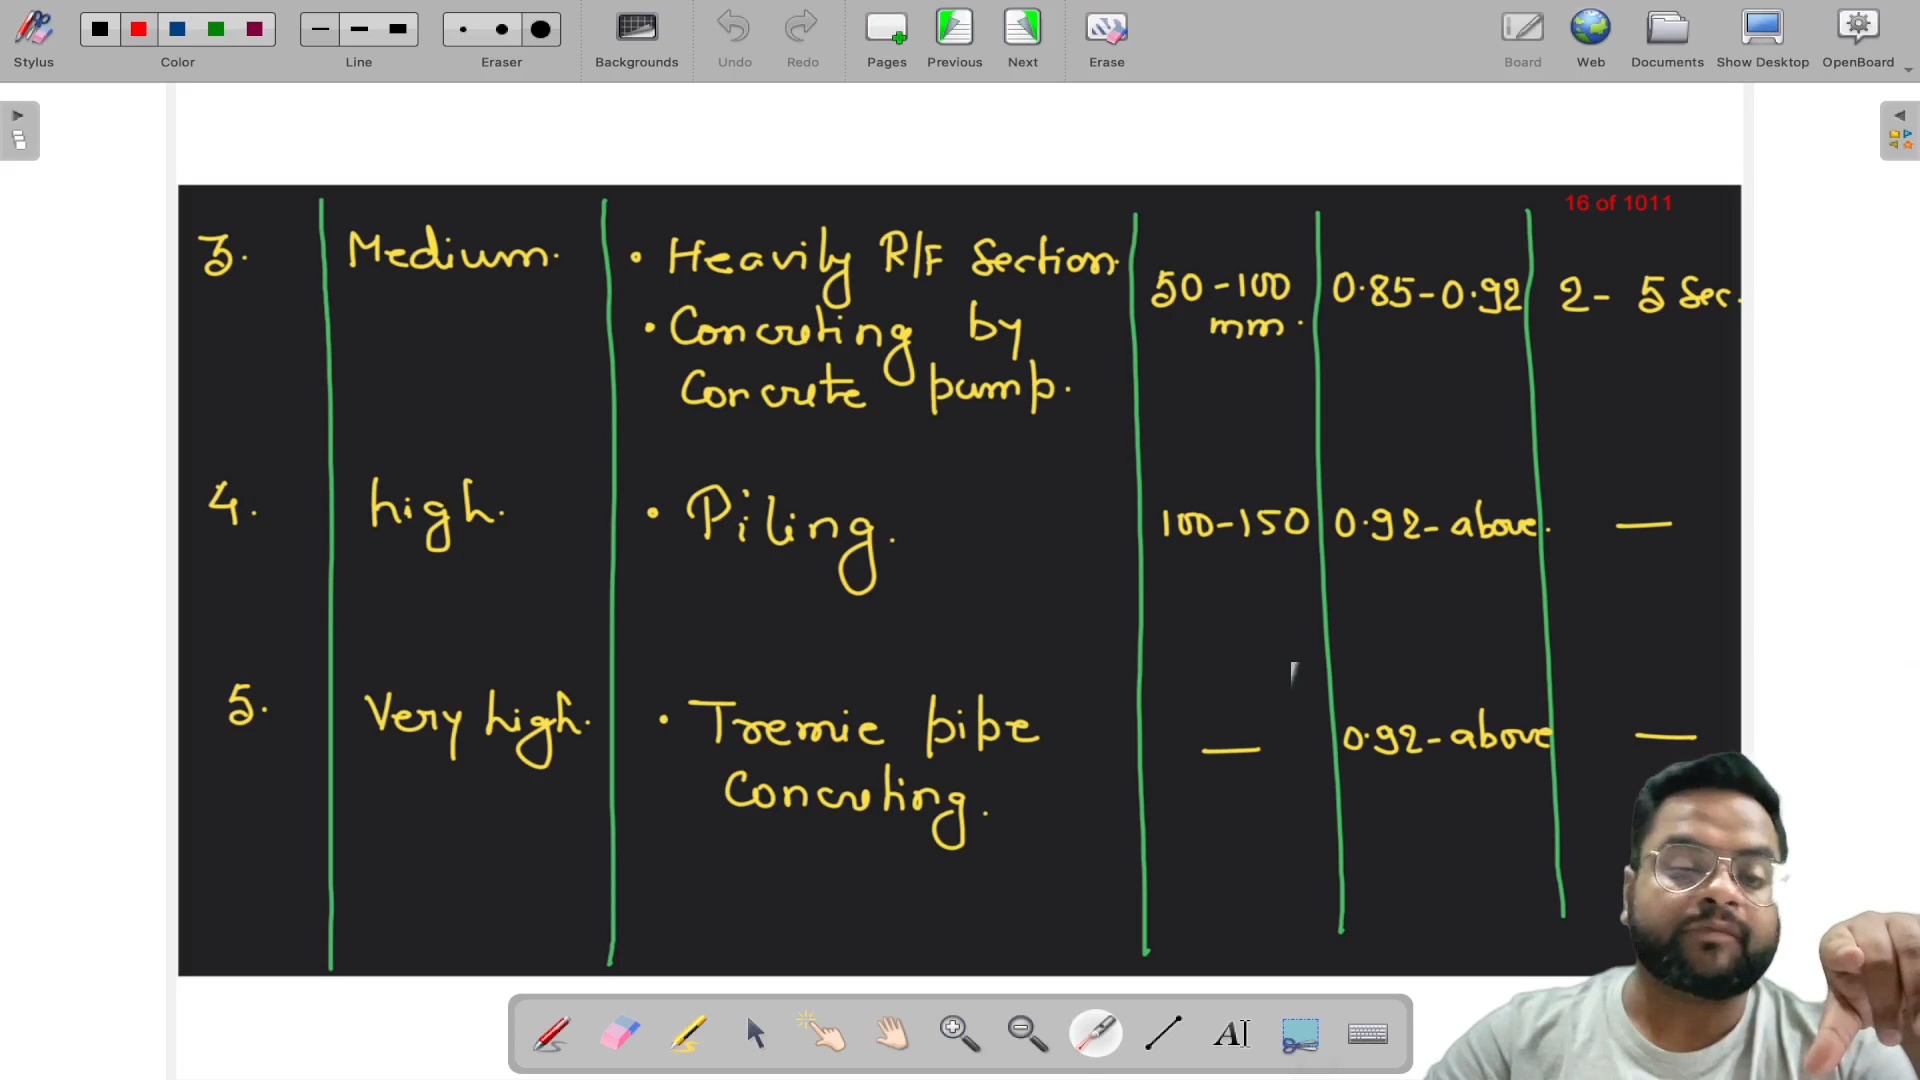 Stylus
Color
Line
Eraser
Backgrounds
Undo
Redo
Pages
Previous
Next
Erase
Board
Web
Documents
Show Desktop
OpenBoard
16 of 1011
3. Medium. • Heavily R/F Section. 50-100 0.85-0.92 2- 5 Sec.
mm.
• Concreting by
Concrete pump.
4. high. • Piling. 100-150 0.92- above. —
5. Very high. • Tremie pipe — 0.92- above —
Concreting.
AI